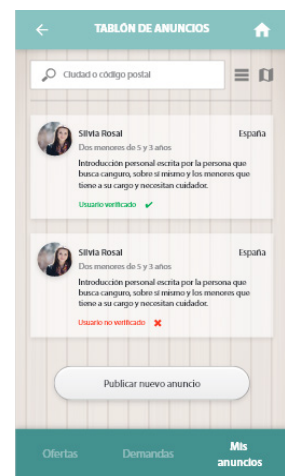 TABLÓN DE ANUNCIOS
Ciudad o código postal
Silvia Rosal España
Dos menores de 5 y 3 años
Introducción personal escrita por la persona que
busca canguro, sobre sí mismo y los menores que
tiene a su cargo y necesitan cuidador.
Usuario verificado
Silvia Rosal España
Dos menores de 5 y 3 años
Introducción personal escrita por la persona que
busca canguro, sobre sí mismo y los menores que
tiene a su cargo y necesitan cuidador.
Usuario no verificado
Publicar nuevo anuncio
Ofertas Demandas Mis
anuncios